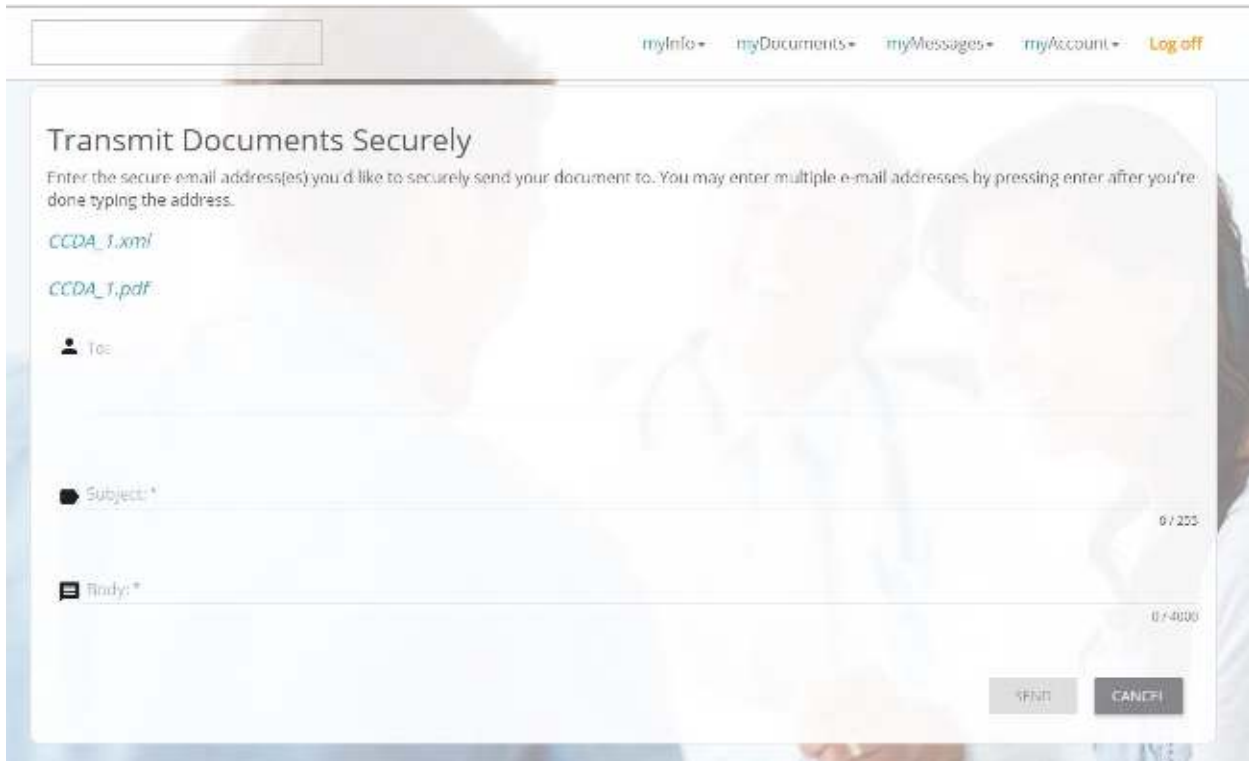 myInfo
myDocuments
myMessages
myAccount
Log off
Transmit Documents Securely
Enter the secure email address(es) you'd like to securely send your document to. You may enter multiple e-mail addresses by pressing enter after you're
done typing the address.
CCDA_1.xml
CCDA_1.pdf
To:
Subject: *
0 / 255
Body: *
0 / 4000
SEND
CANCEL